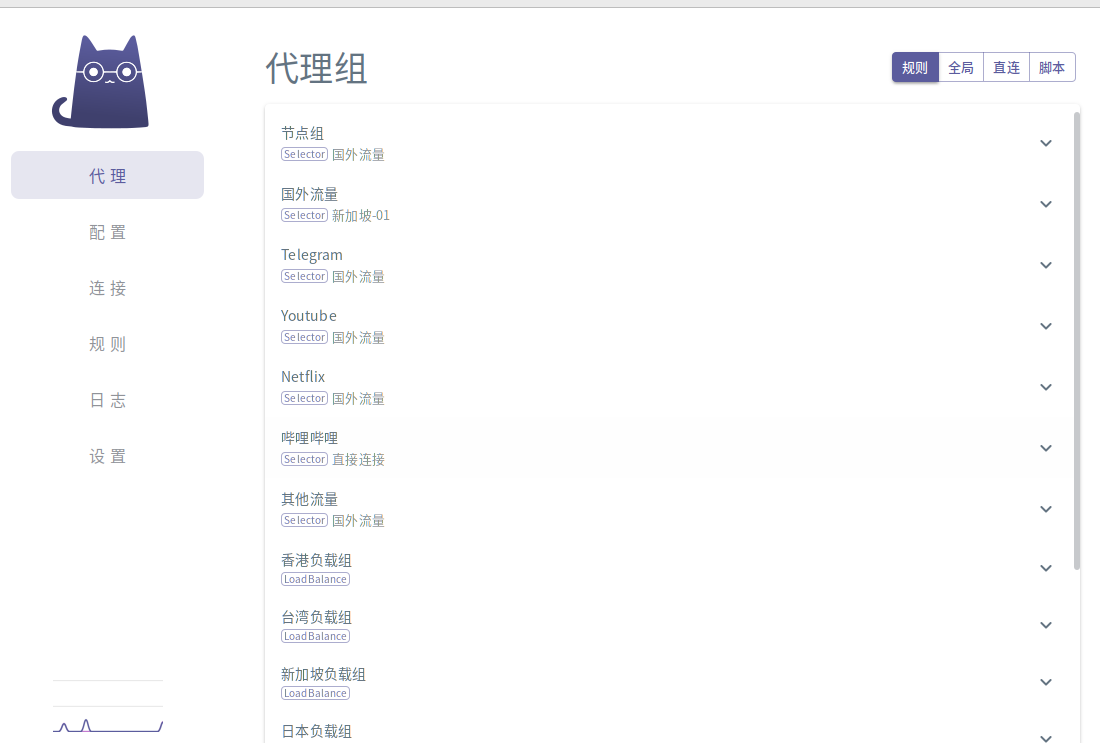 代理组
规则 全局 直连 脚本
代理
配置
连接
规则
日志
设置
节点组
Selector 国外流量
国外流量
Selector 新加坡-01
Telegram
Selector 国外流量
Youtube
Selector 国外流量
Netflix
Selector 国外流量
哔哩哔哩
Selector 直接连接
其他流量
Selector 国外流量
香港负载组
LoadBalance
台湾负载组
LoadBalance
新加坡负载组
LoadBalance
日本负载组